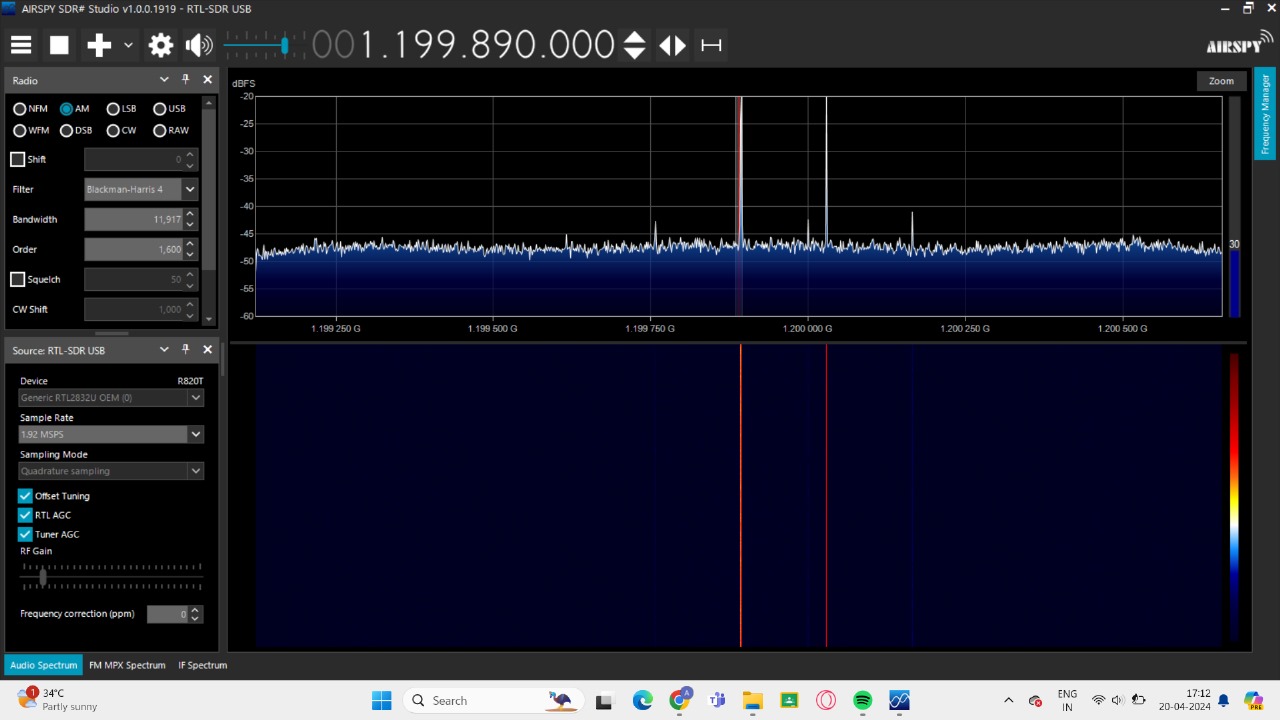 AIRSPY SDR# Studio v1.0.0.1919 - RTL-SDR USB
001.199.890.000
AIRSPY
Radio
NFM AM LSB USB
WFM DSB CW RAW
Shift 0
Filter Blackman-Harris 4
Bandwidth 11,917
Order 1,600
Squelch 50
CW Shift 1,000
Source: RTL-SDR USB
Device R820T
Generic RTL2832U OEM (0)
Sample Rate
1.92 MSPS
Sampling Mode
Quadrature sampling
Offset Tuning
RTL AGC
Tuner AGC
RF Gain
Frequency correction (ppm) 0
Audio Spectrum FM MPX Spectrum IF Spectrum
dBFS
Zoom
-20
-25
-30
-35
-40
-45
-50
-55
-60
30
1.199 250 G 1.199 500 G 1.199 750 G 1.200 000 G 1.200 250 G 1.200 500 G
Frequency Manager
1
34°C
Partly sunny
Search
A
ENG
IN
17:12
20-04-2024
PRE